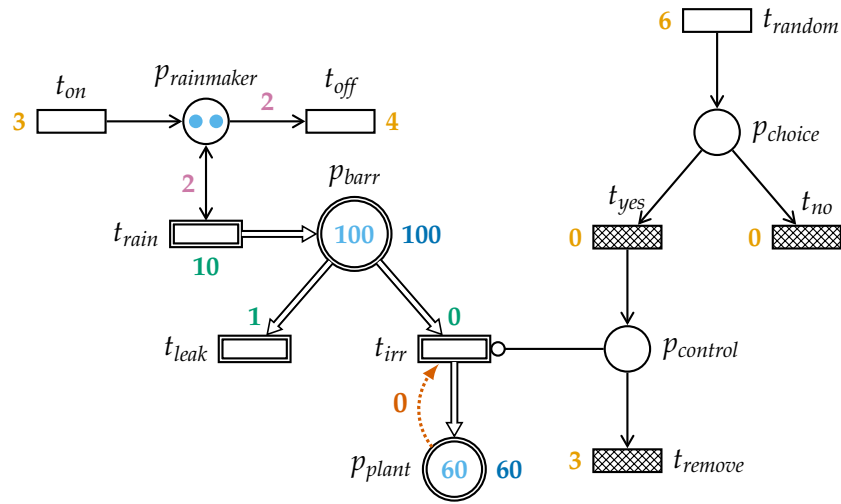 6
t_random
t_on
p_rainmaker
t_off
3
2
4
p_choice
2
p_barr
t_yes
t_no
t_rain
100
100
0
0
10
1
0
t_leak
t_irr
p_control
0
p_plant
60
60
3
t_remove